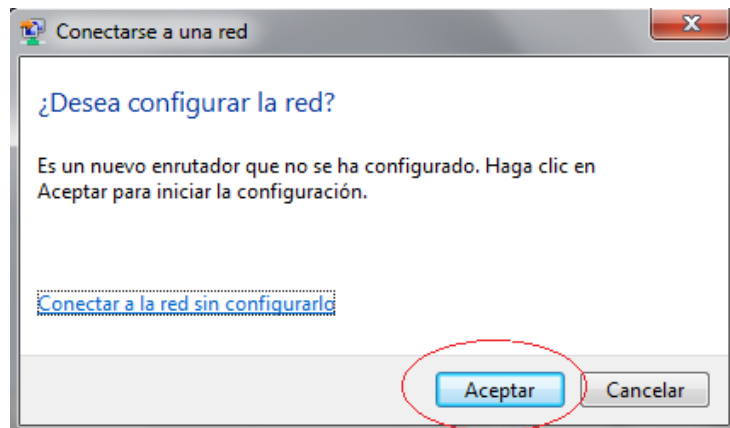 Conectarse a una red
¿Desea configurar la red?
Es un nuevo enrutador que no se ha configurado. Haga clic en
Aceptar para iniciar la configuración.
Conectar a la red sin configurarlo
Aceptar
Cancelar